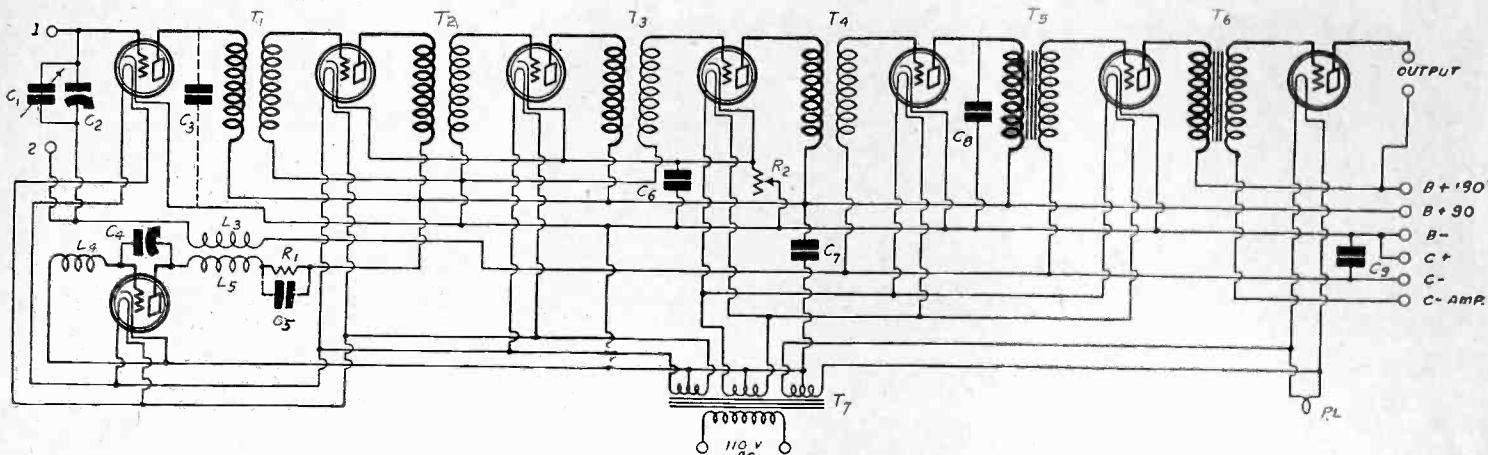 1
T1
T2
T3
T4
T5
T6
C1
C2
C3
2
OUTPUT
C8
R2
C6
B+180
B+90
B-
C+
C-
C-AMP.
C4
L3
L4
R1
L5
C5
C7
C9
T7
P.L
110 V